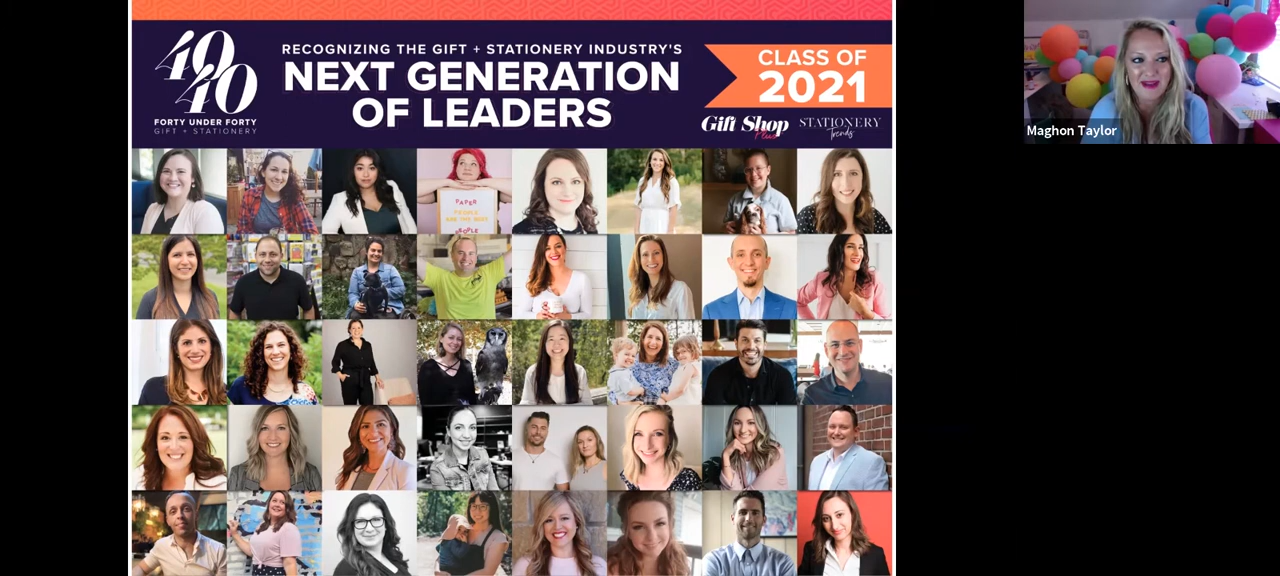 40
40
FORTY UNDER FORTY
GIFT + STATIONERY
RECOGNIZING THE GIFT + STATIONERY INDUSTRY'S
NEXT GENERATION
OF LEADERS
CLASS OF
2021
Gift Shop
Plus
STATIONERY
trends
PAPER
PEOPLE
ARE THE BEST
PEOPLE
Maghon Taylor